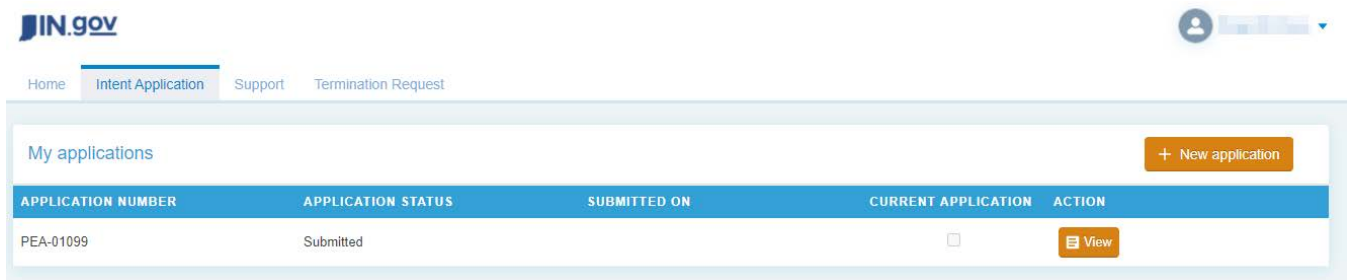 IN.gov
Home Intent Application Support Termination Request
My applications
+ New application
APPLICATION NUMBER APPLICATION STATUS SUBMITTED ON CURRENT APPLICATION ACTION
PEA-01099 Submitted View